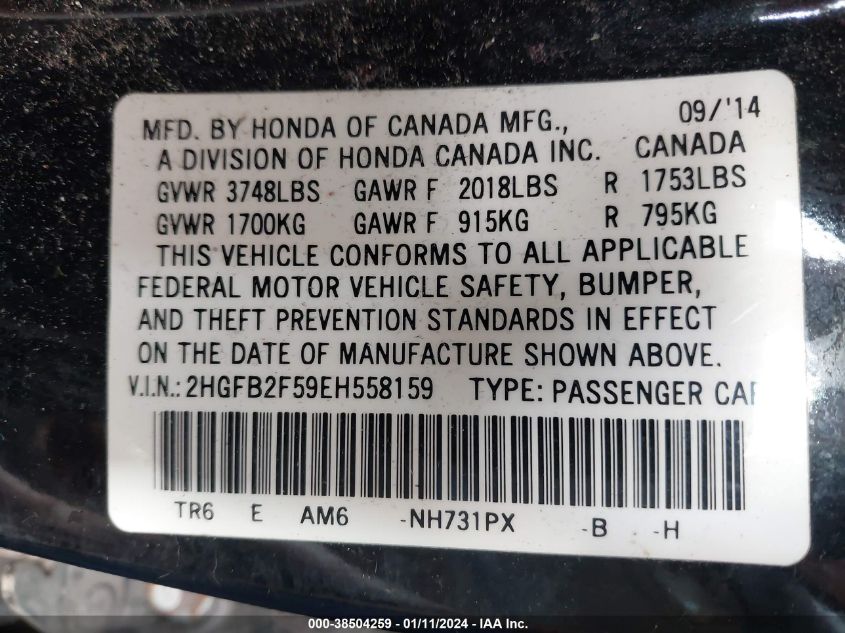 09/'14
MFD. BY HONDA OF CANADA MFG.,
A DIVISION OF HONDA CANADA INC. CANADA
GVWR 3748LBS GAWR F 2018LBS R 1753LBS
GVWR 1700KG GAWR F 915KG R 795KG
THIS VEHICLE CONFORMS TO ALL APPLICABLE
FEDERAL MOTOR VEHICLE SAFETY, BUMPER,
AND THEFT PREVENTION STANDARDS IN EFFECT
ON THE DATE OF MANUFACTURE SHOWN ABOVE.
V.I.N.: 2HGFB2F59EH558159 TYPE: PASSENGER CAR
TR6 E AM6 -NH731PX -B -H
000-38504259 - 01/11/2024 - IAA Inc.